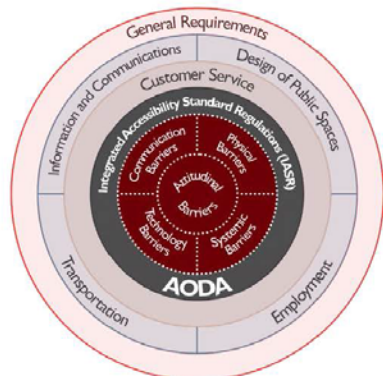 General Requirements
Information and Communications
Design of Public Spaces
Customer Service
Integrated Accessibility Standard Regulations (IASR)
Communication
Barriers
Physical
Barriers
Attitudinal
Barriers
Technology
Barriers
Systemic
Barriers
AODA
Transportation
Employment